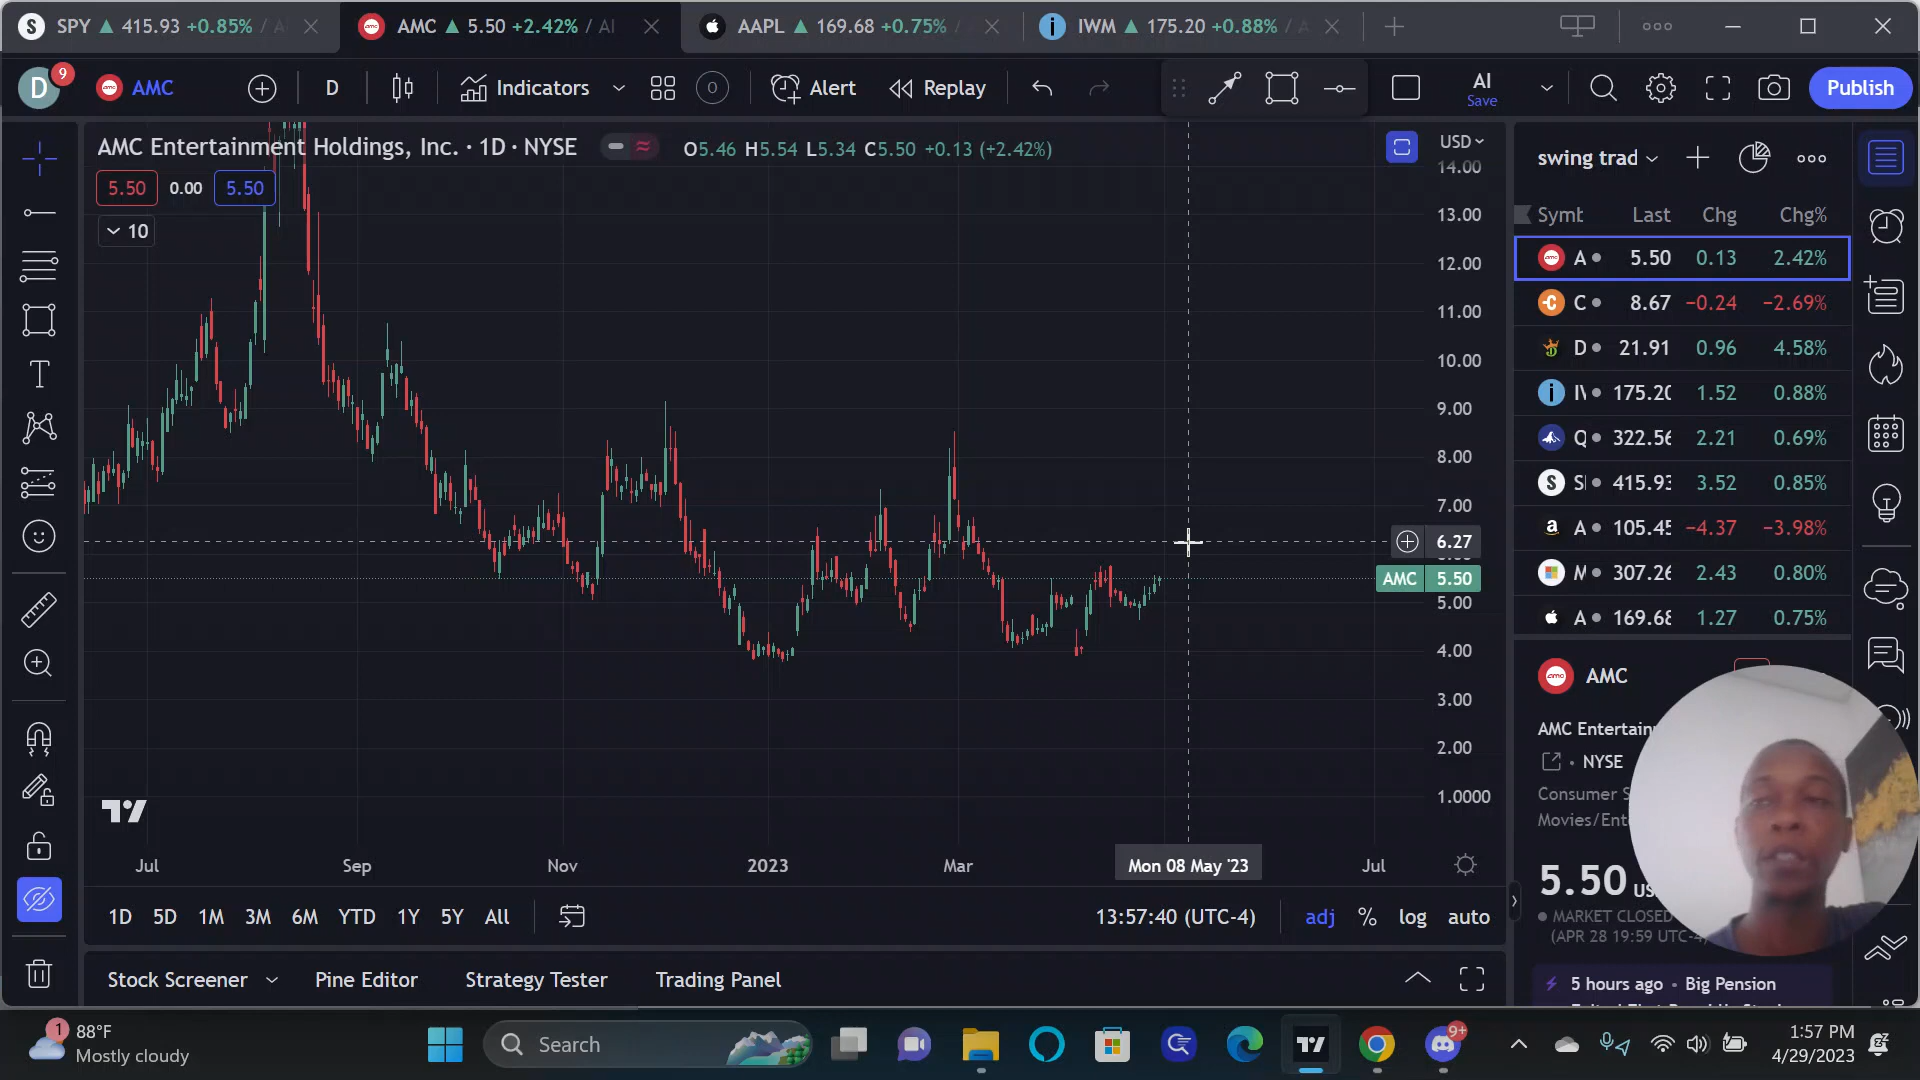 SPY ▲ 415.93 +0.85% / A
AMC ▲ 5.50 +2.42% / AI
AAPL ▲ 169.68 +0.75% /
IWM ▲ 175.20 +0.88% / A
D 9 AMC D Indicators Alert Replay AI Save Publish
AMC Entertainment Holdings, Inc. · 1D · NYSE O5.46 H5.54 L5.34 C5.50 +0.13 (+2.42%)
5.50 0.00 5.50
10
USD
14.00
13.00
12.00
11.00
10.00
9.00
8.00
7.00
6.27
AMC 5.50
5.00
4.00
3.00
2.00
1.0000
Jul Sep Nov 2023 Mar Mon 08 May '23 Jul
1D 5D 1M 3M 6M YTD 1Y 5Y All 13:57:40 (UTC-4) adj % log auto
Stock Screener Pine Editor Strategy Tester Trading Panel
swing trad
Symb Last Chg Chg%
A 5.50 0.13 2.42%
C 8.67 −0.24 −2.69%
D 21.91 0.96 4.58%
IV 175.20 1.52 0.88%
Q 322.56 2.21 0.69%
S 415.93 3.52 0.85%
A 105.45 −4.37 −3.98%
M 307.26 2.43 0.80%
A 169.68 1.27 0.75%
AMC
AMC Entertain
· NYSE
Consumer S
Movies/Ent
5.50 US
MARKET CLOSED
(APR 28 19:59 UTC-4)
5 hours ago · Big Pension
1 88°F
Mostly cloudy
Search
9+
1:57 PM
4/29/2023